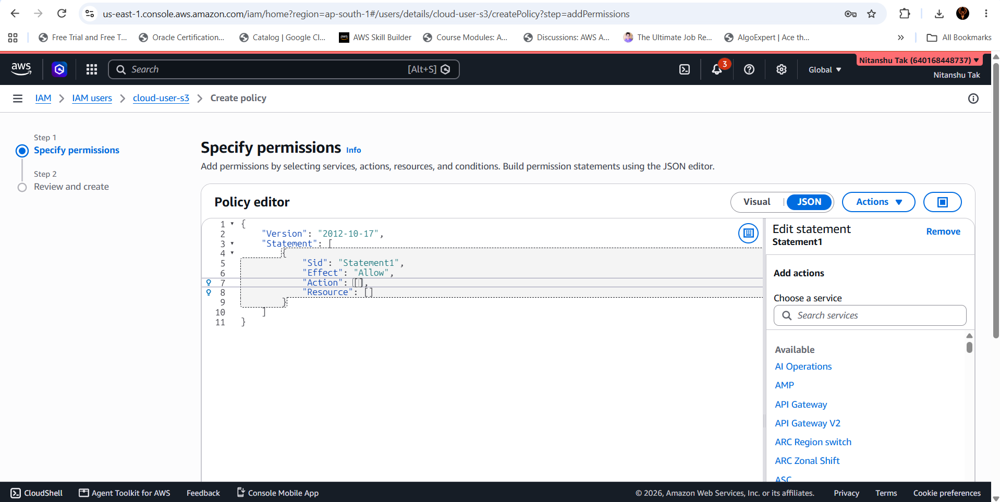 us-east-1.console.aws.amazon.com/iam/home?region=ap-south-1#/users/details/cloud-user-s3/createPolicy?step=addPermissions
Free Trial and Free T...
Oracle Certification...
Catalog | Google Cl...
aws
AWS Skill Builder
Course Modules: A...
Discussions: AWS A...
The Ultimate Job Re...
AlgoExpert | Ace th...
»
All Bookmarks
aws
Search
[Alt+S]
3
Global ▼
Nitanshu Tak (640168448737) ▼
Nitanshu Tak
IAM > IAM users > cloud-user-s3 > Create policy
Step 1
Specify permissions
Step 2
Review and create
Specify permissions Info
Add permissions by selecting services, actions, resources, and conditions. Build permission statements using the JSON editor.
Policy editor
Visual
JSON
Actions ▼
1 {
2 "Version": "2012-10-17",
3 "Statement": [
4 {
5 "Sid": "Statement1",
6 "Effect": "Allow",
7 "Action": [],
8 "Resource": []
9 }
10 ]
11 }
Edit statement
Remove
Statement1
Add actions
Choose a service
Search services
Available
AI Operations
AMP
API Gateway
API Gateway V2
ARC Region switch
ARC Zonal Shift
ASC
CloudShell
Agent Toolkit for AWS
Feedback
Console Mobile App
© 2026, Amazon Web Services, Inc. or its affiliates.
Privacy
Terms
Cookie preferences